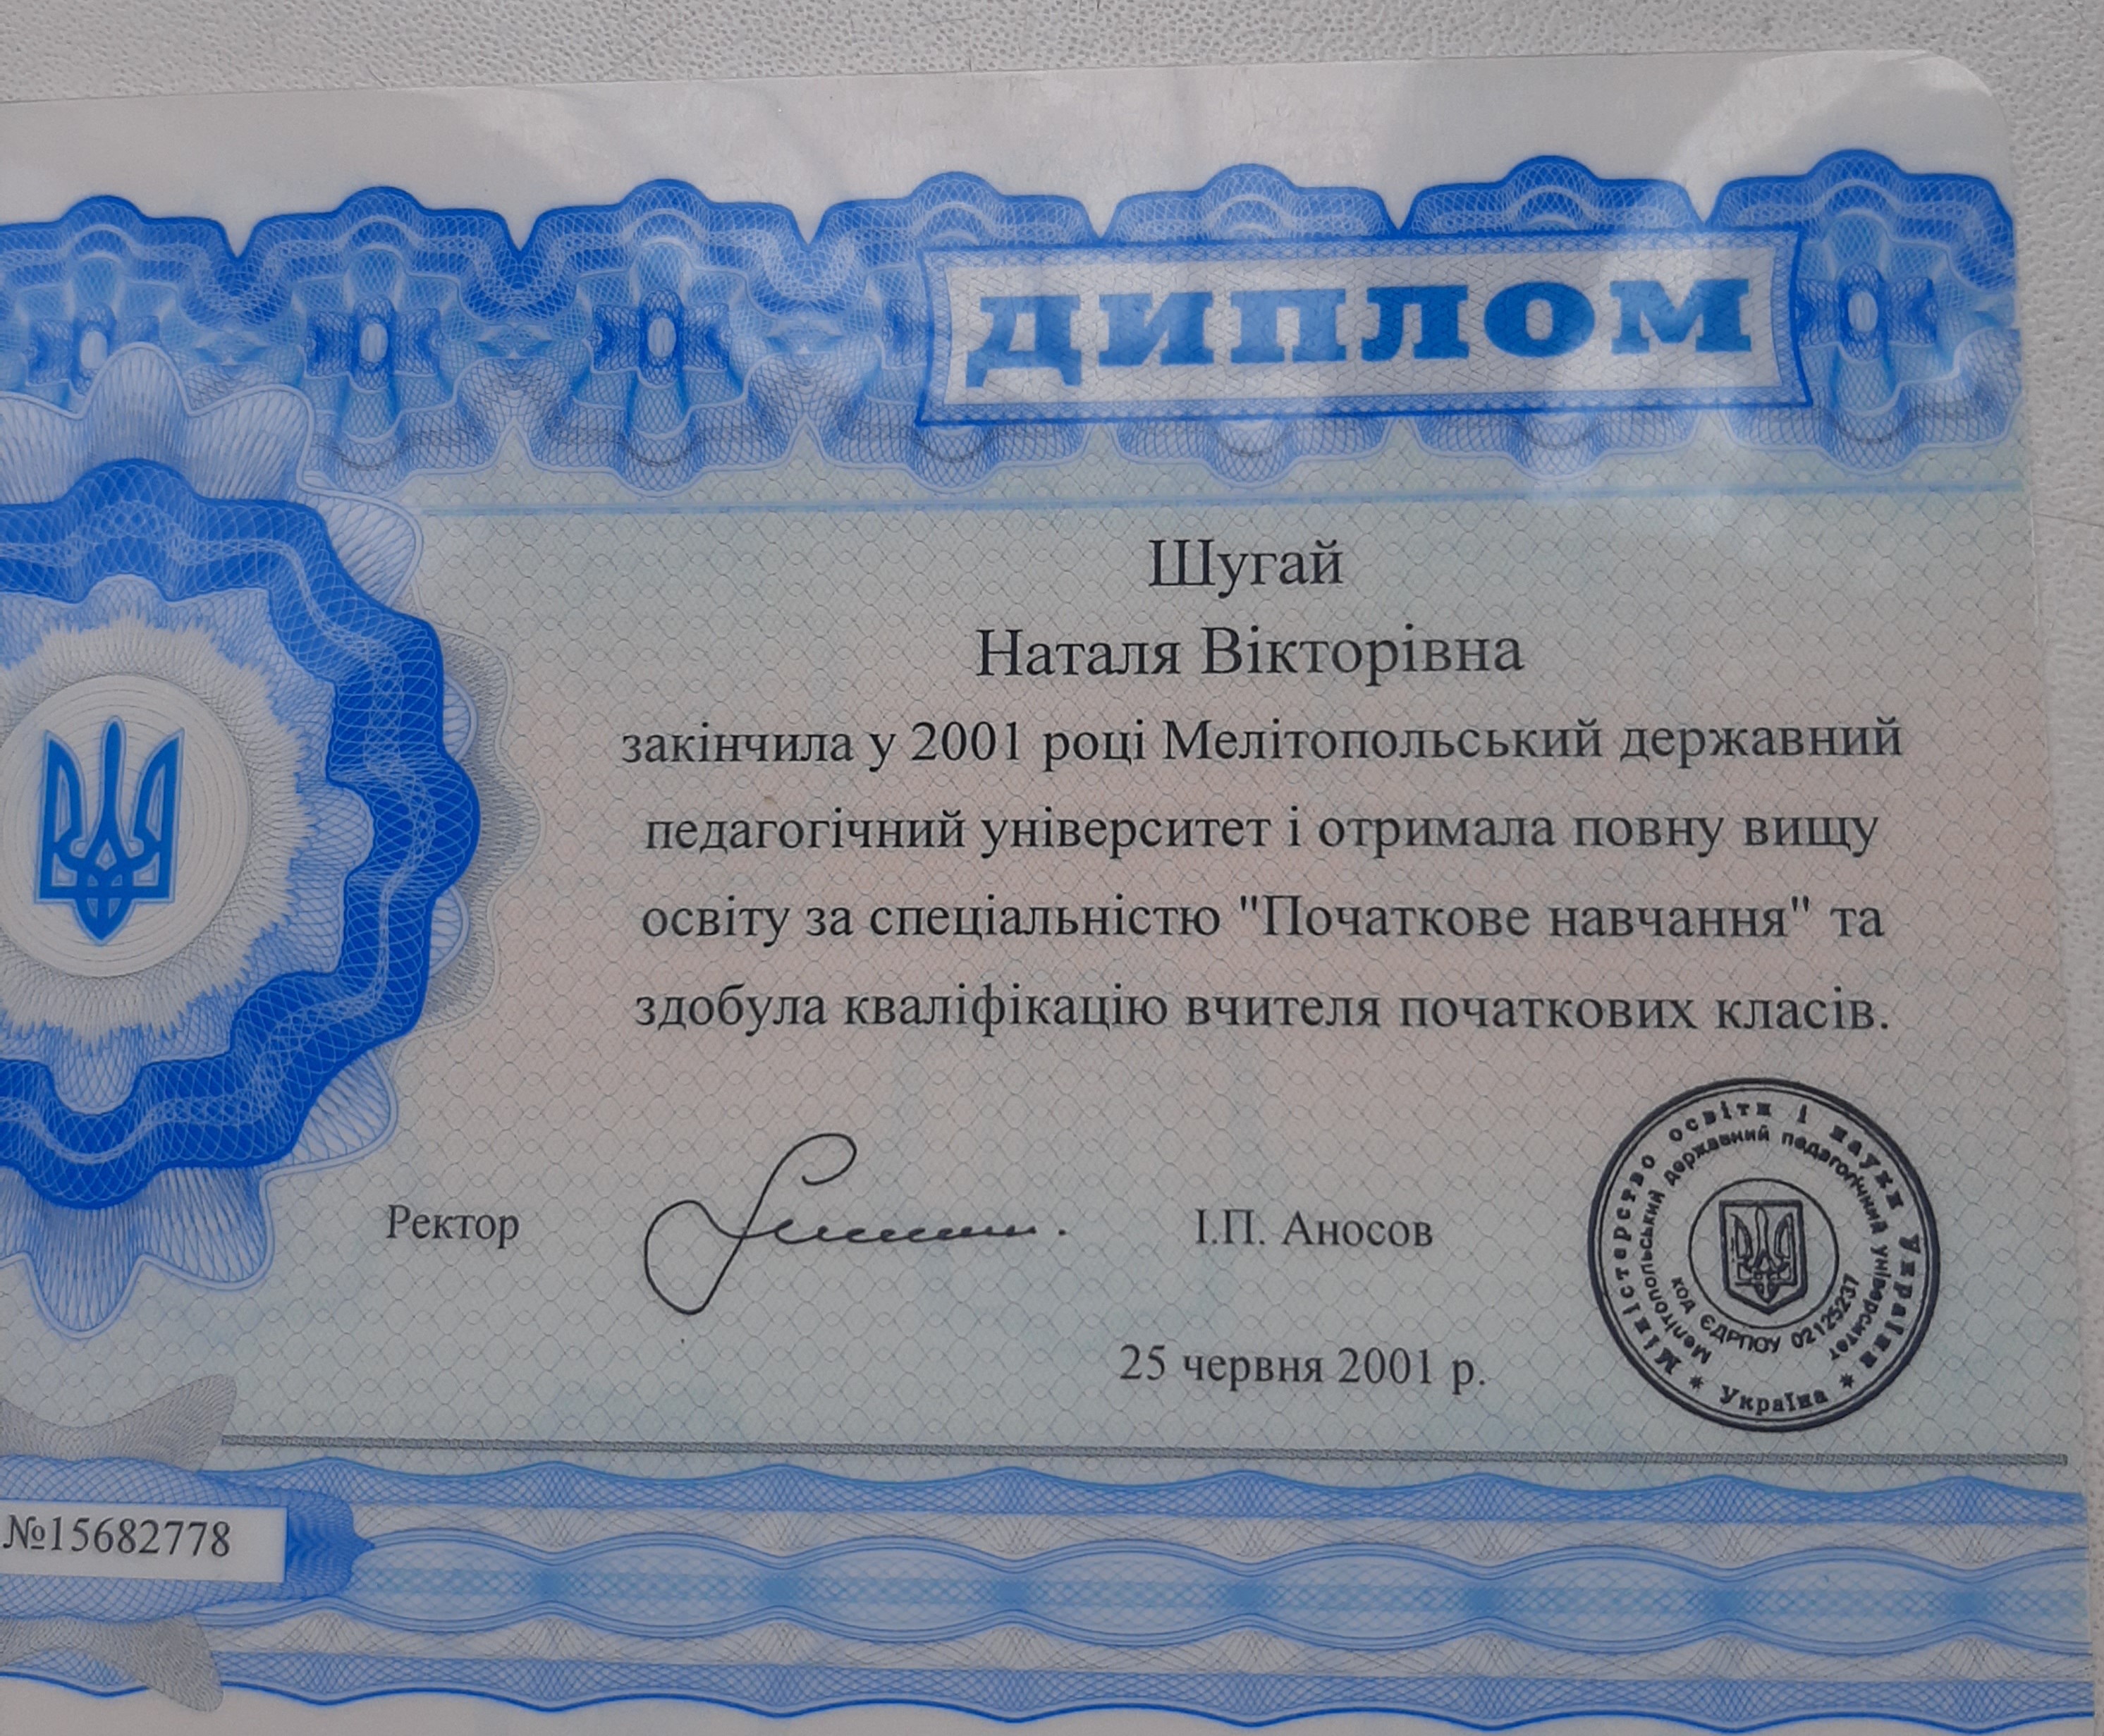 ДИПЛОМ
Шугай
Наталя Вікторівна
закінчила у 2001 році Мелітопольський державний
педагогічний університет і отримала повну вищу
освіту за спеціальністю "Початкове навчання" та
здобула кваліфікацію вчителя початкових класів.
Ректор І.П. Аносов
25 червня 2001 р.
Міністерство освіти і науки України * Україна *
Мелітопольський державний педагогічний університет
код ЄДРПОУ 02125237
№15682778